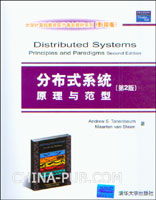 Distributed Systems
Principles and Paradigms Second Edition
分布式系统
(第2版)
原理与范型
Andrew S. Tanenbaum
Maarten van Steen
著
CHINA-PUB.COM
清华大学出版社